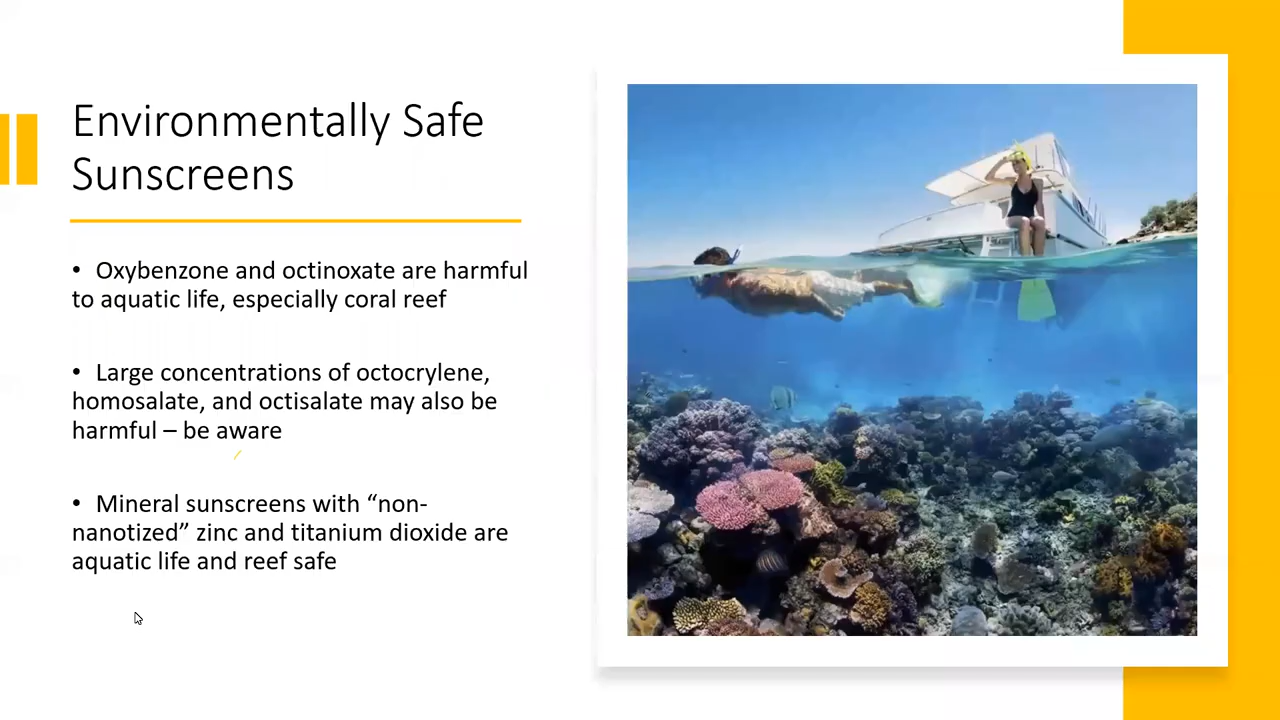 Environmentally Safe
Sunscreens
• Oxybenzone and octinoxate are harmful
to aquatic life, especially coral reef
• Large concentrations of octocrylene,
homosalate, and octisalate may also be
harmful – be aware
• Mineral sunscreens with “non-
nanotized” zinc and titanium dioxide are
aquatic life and reef safe